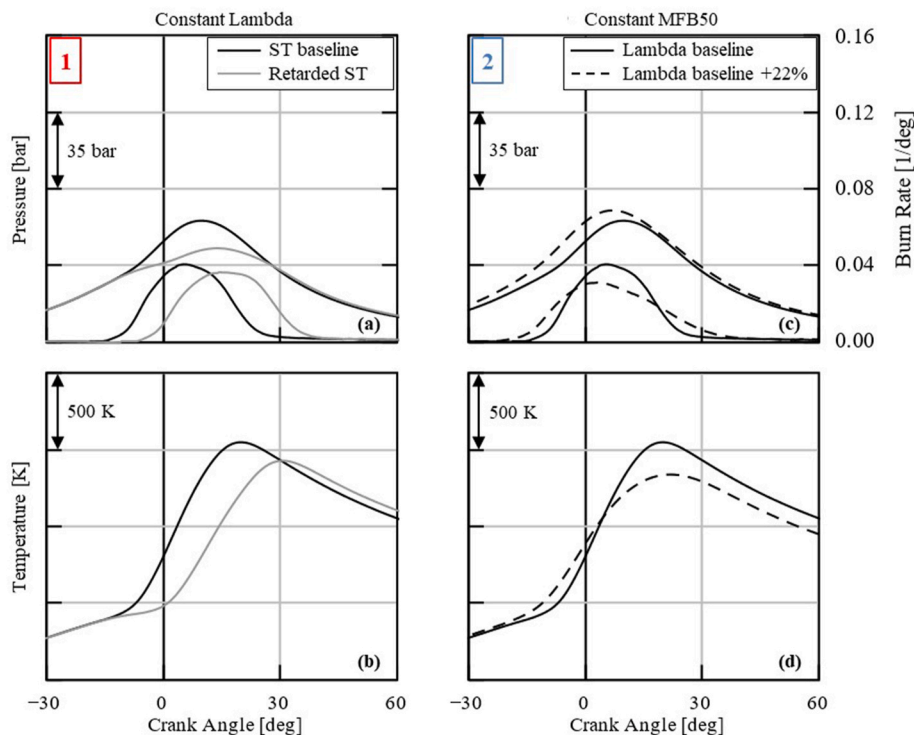 Constant Lambda
Constant MFB50
1
ST baseline
Retarded ST
2
Lambda baseline
Lambda baseline +22%
0.16
0.12
35 bar
35 bar
0.08
0.04
0.00
Pressure [bar]
Burn Rate [1/deg]
(a)
(c)
500 K
500 K
Temperature [K]
(b)
(d)
−30
0
30
60
−30
0
30
60
Crank Angle [deg]
Crank Angle [deg]